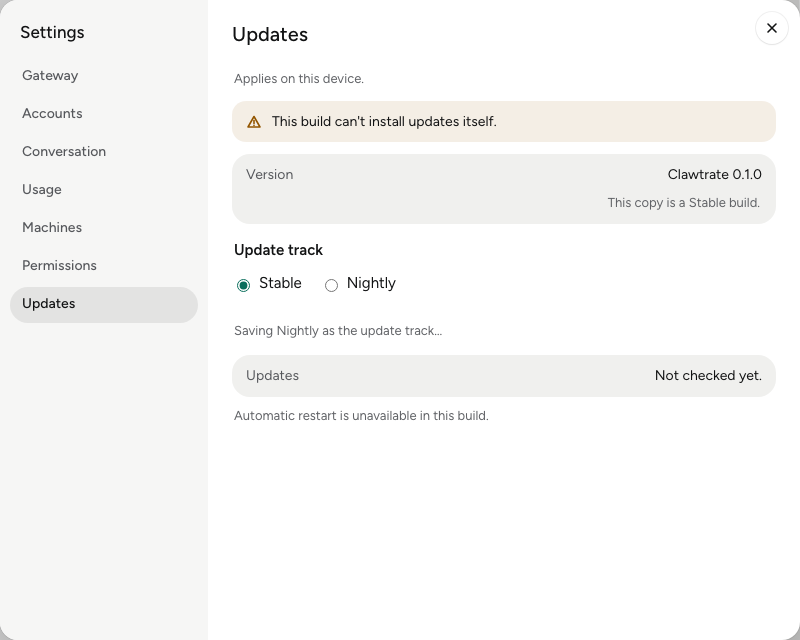 Settings
Gateway
Accounts
Conversation
Usage
Machines
Permissions
Updates
Updates
Applies on this device.
This build can't install updates itself.
Version
Clawtrate 0.1.0
This copy is a Stable build.
Update track
Stable
Nightly
Saving Nightly as the update track...
Updates
Not checked yet.
Automatic restart is unavailable in this build.